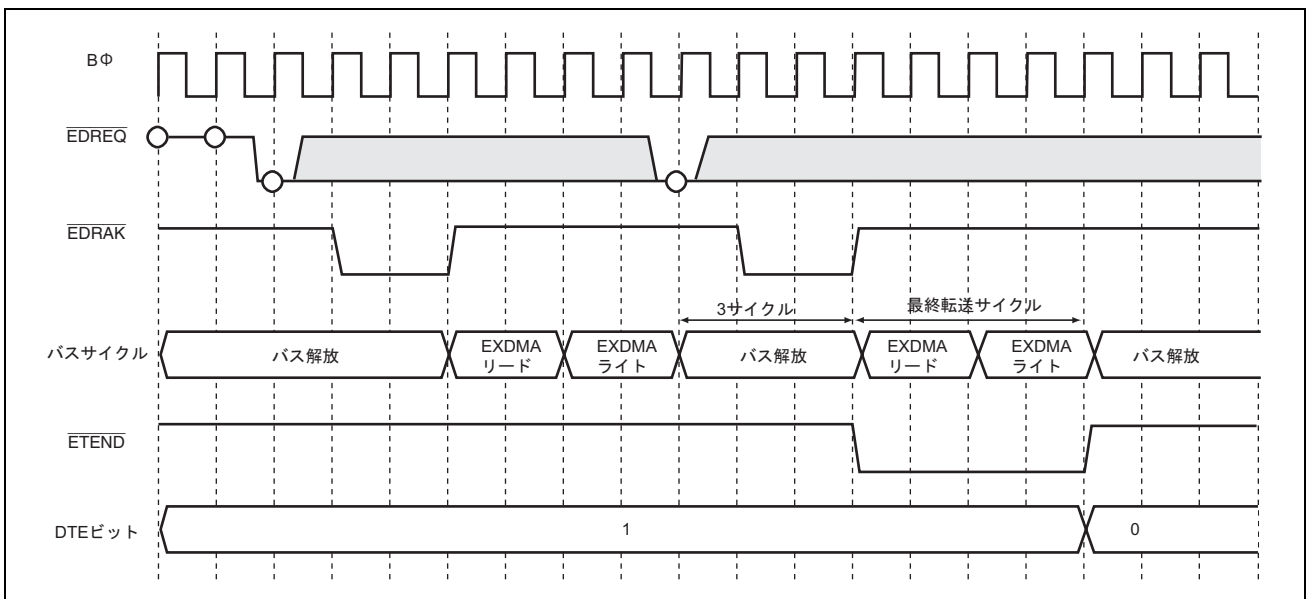 BΦ
EDREQ
EDRAK
3サイクル
最終転送サイクル
バスサイクル
バス解放
EXDMA
リード
EXDMA
ライト
バス解放
EXDMA
リード
EXDMA
ライト
バス解放
ETEND
DTEビット
1
0